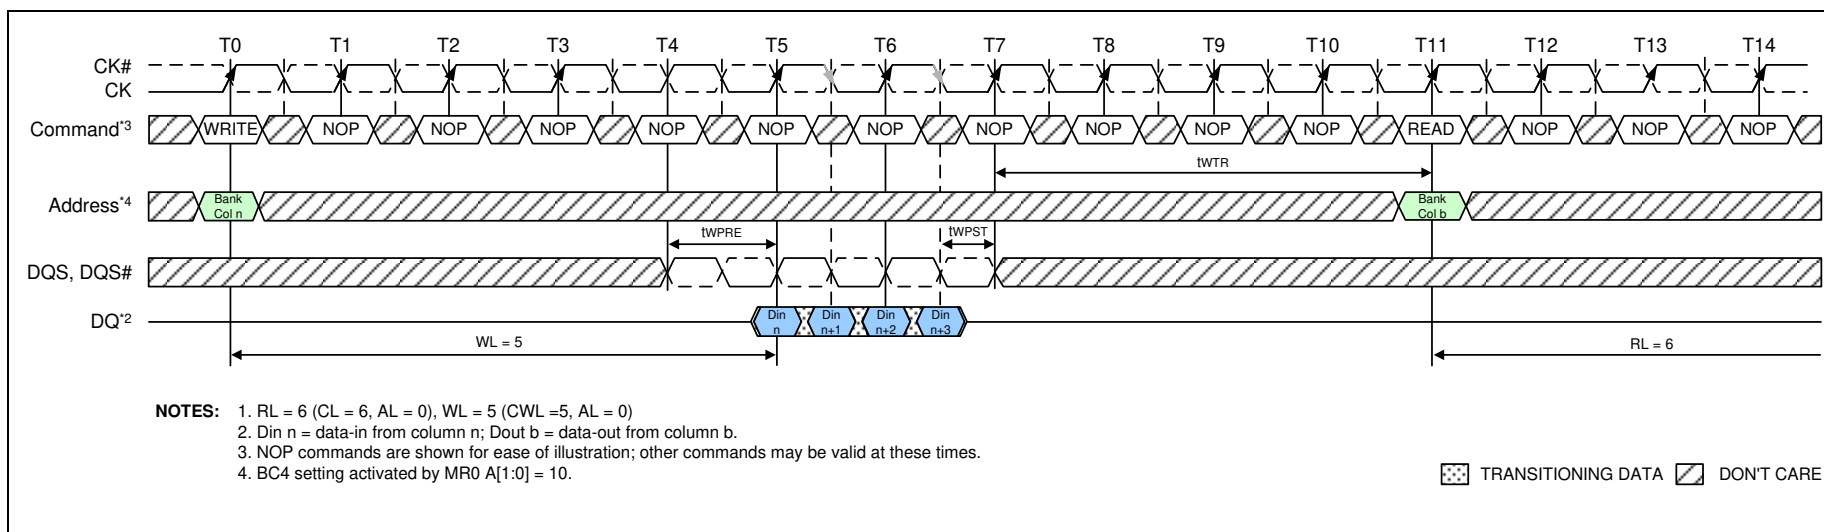 T0 T1 T2 T3 T4 T5 T6 T7 T8 T9 T10 T11 T12 T13 T14
CK#
CK
Command*3 WRITE NOP NOP NOP NOP NOP NOP NOP NOP NOP NOP READ NOP NOP NOP
tWTR
Address*4 Bank Col n Bank Col b
tWPRE tWPST
DQS, DQS#
DQ*2 Din n Din n+1 Din n+2 Din n+3
WL = 5 RL = 6
NOTES: 1. RL = 6 (CL = 6, AL = 0), WL = 5 (CWL =5, AL = 0)
2. Din n = data-in from column n; Dout b = data-out from column b.
3. NOP commands are shown for ease of illustration; other commands may be valid at these times.
4. BC4 setting activated by MR0 A[1:0] = 10.
TRANSITIONING DATA DON'T CARE